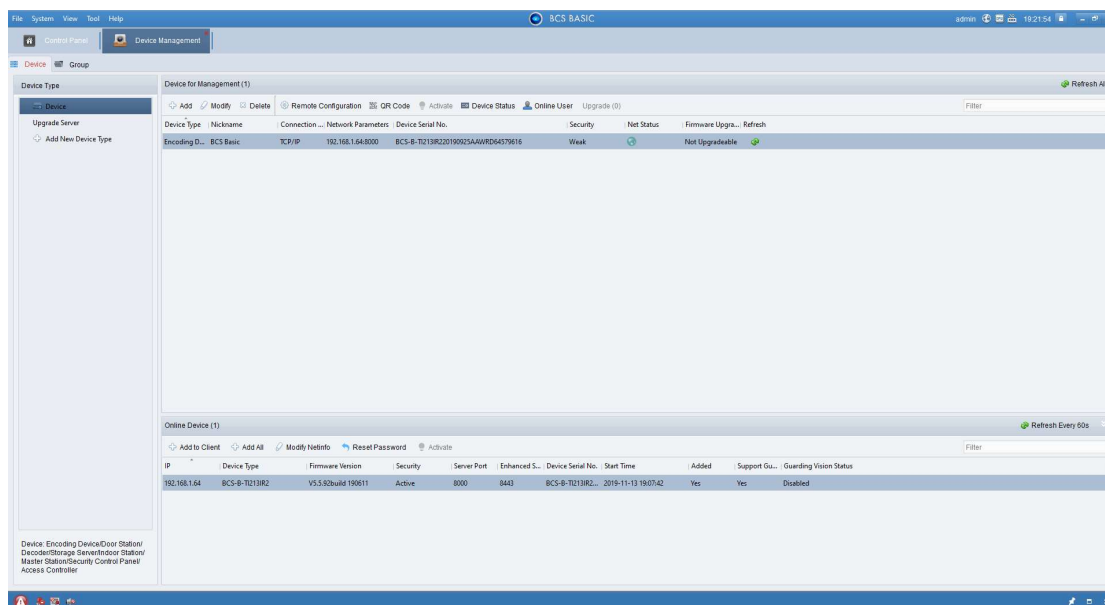 File System View Tool Help BCS BASIC admin 19:21:54
Control Panel Device Management
Device Group
Device Type Device for Management (1) Refresh Al
Device Add Modify Delete Remote Configuration QR Code Activate Device Status Online User Upgrade (0) Filter
Upgrade Server Device Type Nickname Connection ... Network Parameters Device Serial No. Security Net Status Firmware Upgra... Refresh
Add New Device Type Encoding D... BCS Basic TCP/IP 192.168.1.64:8000 BCS-B-TI213IR220190925AAWRD64579616 Weak Not Upgradeable
Online Device (1) Refresh Every 60s
Add to Client Add All Modify Netinfo Reset Password Activate Filter
IP Device Type Firmware Version Security Server Port Enhanced S... Device Serial No. Start Time Added Support Gu... Guarding Vision Status
192.168.1.64 BCS-B-TI213IR2 V5.5.92build 190611 Active 8000 8443 BCS-B-TI213IR2... 2019-11-13 19:07:42 Yes Yes Disabled
Device: Encoding Device/Door Station/
Decoder/Storage Server/Indoor Station/
Master Station/Security Control Panel/
Access Controller